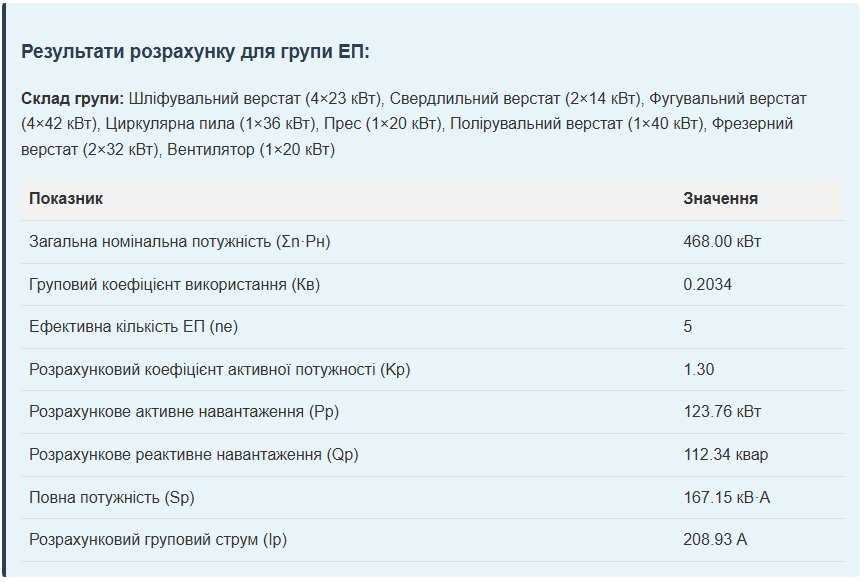 Результати розрахунку для групи ЕП:
Склад групи: Шліфувальний верстат (4×23 кВт), Свердлильний верстат (2×14 кВт), Фугувальний верстат
(4×42 кВт), Циркулярна пила (1×36 кВт), Прес (1×20 кВт), Полірувальний верстат (1×40 кВт), Фрезерний
верстат (2×32 кВт), Вентилятор (1×20 кВт)
Показник Значення
Загальна номінальна потужність (Σn·Pн) 468.00 кВт
Груповий коефіцієнт використання (Кв) 0.2034
Ефективна кількість ЕП (ne) 5
Розрахунковий коефіцієнт активної потужності (Кр) 1.30
Розрахункове активне навантаження (Рр) 123.76 кВт
Розрахункове реактивне навантаження (Qp) 112.34 квар
Повна потужність (Sp) 167.15 кВ·А
Розрахунковий груповий струм (Ip) 208.93 А